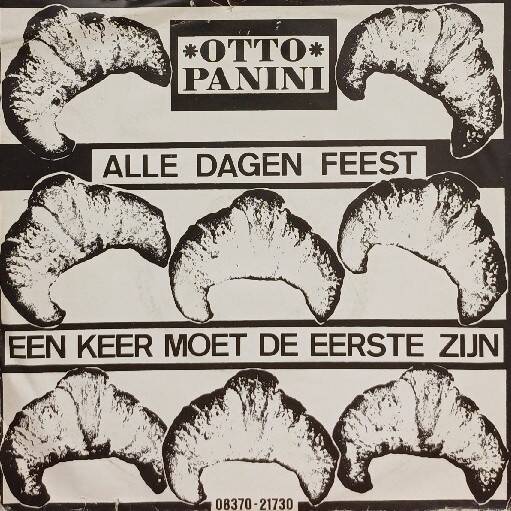 *OTTO*
PANINI
ALLE DAGEN FEEST
EEN KEER MOET DE EERSTE ZIJN
08370-21730